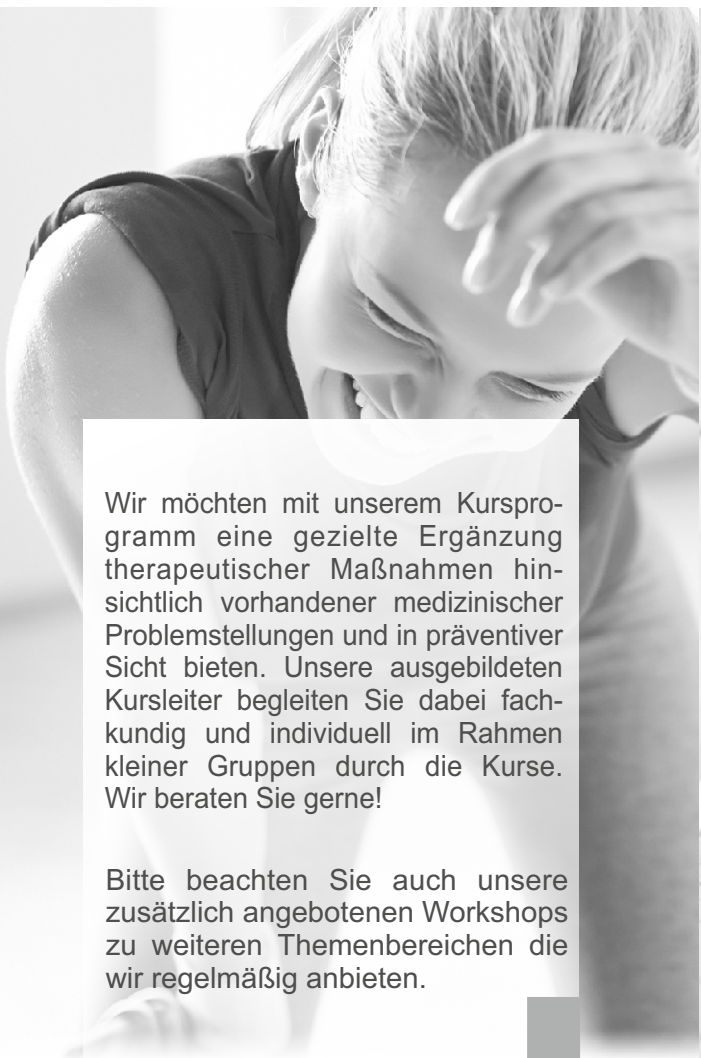 Wir möchten mit unserem Kurspro-
gramm eine gezielte Ergänzung
therapeutischer Maßnahmen hin-
sichtlich vorhandener medizinischer
Problemstellungen und in präventiver
Sicht bieten. Unsere ausgebildeten
Kursleiter begleiten Sie dabei fach-
kundig und individuell im Rahmen
kleiner Gruppen durch die Kurse.
Wir beraten Sie gerne!
Bitte beachten Sie auch unsere
zusätzlich angebotenen Workshops
zu weiteren Themenbereichen die
wir regelmäßig anbieten.